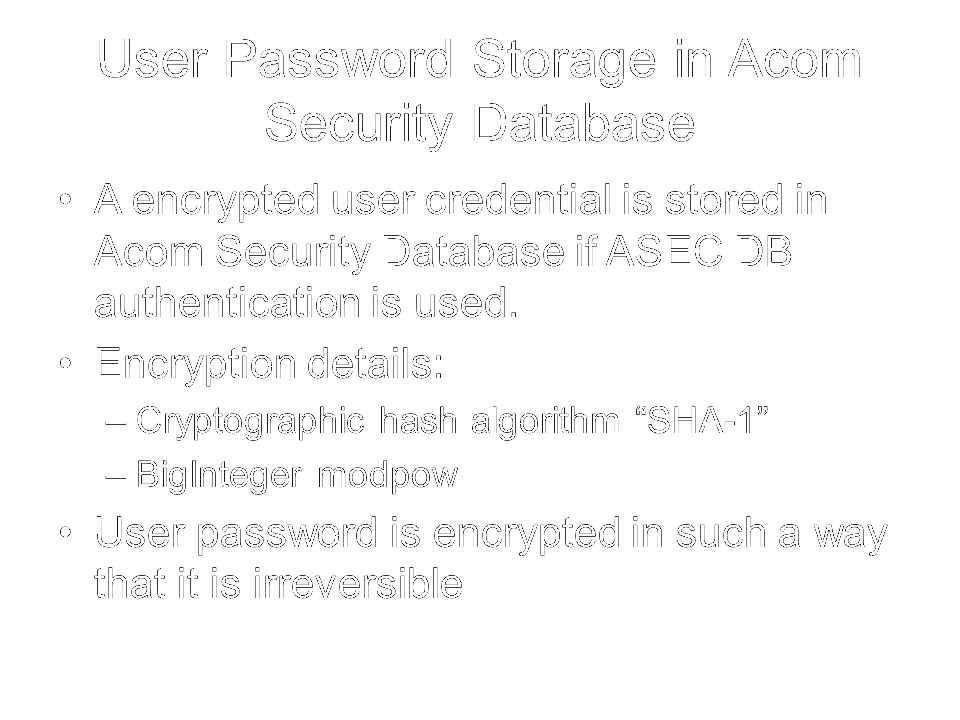 User Password Storage in Acom
Security Database
• A encrypted user credential is stored in
Acom Security Database if ASEC DB
authentication is used.
• Encryption details:
– Cryptographic hash algorithm “SHA-1”
– BigInteger modpow
• User password is encrypted in such a way
that it is irreversible